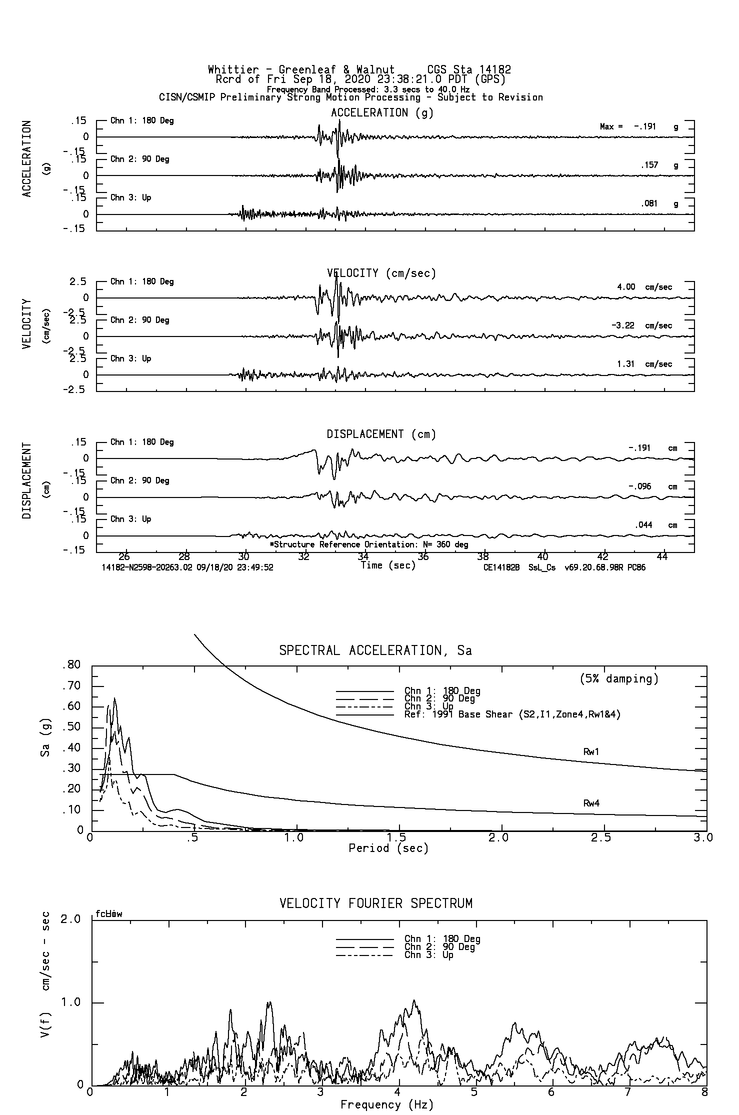 Whittier - Greenleaf & Walnut CGS Sta 14182
Rcrd of Fri Sep 18, 2020 23:38:21.0 PDT (GPS)
Frequency Band Processed: 3.3 secs to 40.0 Hz
CISN/CSMIP Preliminary Strong Motion Processing - Subject to Revision
ACCELERATION (g)
ACCELERATION
(g)
.15 Chn 1: 180 Deg
0 Max = -.191 g
-.15
.15 Chn 2: 90 Deg
0 .157 g
-.15
.15 Chn 3: Up
0 .081 g
-.15
VELOCITY (cm/sec)
VELOCITY
(cm/sec)
2.5 Chn 1: 180 Deg
0 4.00 cm/sec
-2.5
2.5 Chn 2: 90 Deg
0 -3.22 cm/sec
-2.5
2.5 Chn 3: Up
0 1.31 cm/sec
-2.5
DISPLACEMENT (cm)
DISPLACEMENT
(cm)
.15 Chn 1: 180 Deg
0 -.191 cm
-.15
.15 Chn 2: 90 Deg
0 -.096 cm
-.15
.15 Chn 3: Up
0 .044 cm
-.15
*Structure Reference Orientation: N= 360 deg
26 28 30 32 34 36 38 40 42 44
Time (sec)
14182-N2598-20263.02 09/18/20 23:49:52 CE14182B SsL_Cs v69.20.68.98R PC86
SPECTRAL ACCELERATION, Sa
(5% damping)
Sa (g)
.80
.70
.60
.50
.40
.30
.20
.10
0
Chn 1: 180 Deg
Chn 2: 90 Deg
Chn 3: Up
Ref: 1991 Base Shear (S2,I1,Zone4,Rw1&4)
Rw1
Rw4
0 .5 1.0 1.5 2.0 2.5 3.0
Period (sec)
VELOCITY FOURIER SPECTRUM
V(f) cm/sec - sec
2.0
1.0
0
Chn 1: 180 Deg
Chn 2: 90 Deg
Chn 3: Up
0 1 2 3 4 5 6 7 8
Frequency (Hz)